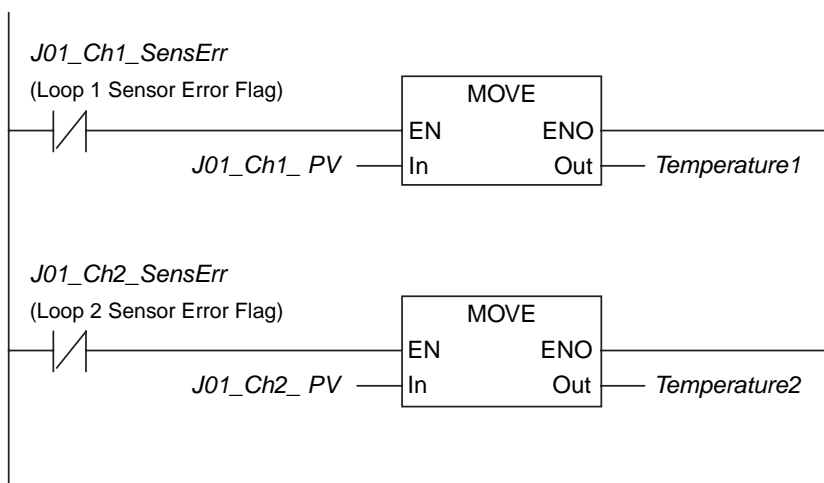 J01_Ch1_SensErr
(Loop 1 Sensor Error Flag)
MOVE
EN ENO
J01_Ch1_ PV In Out Temperature1
J01_Ch2_SensErr
(Loop 2 Sensor Error Flag)
MOVE
EN ENO
J01_Ch2_ PV In Out Temperature2